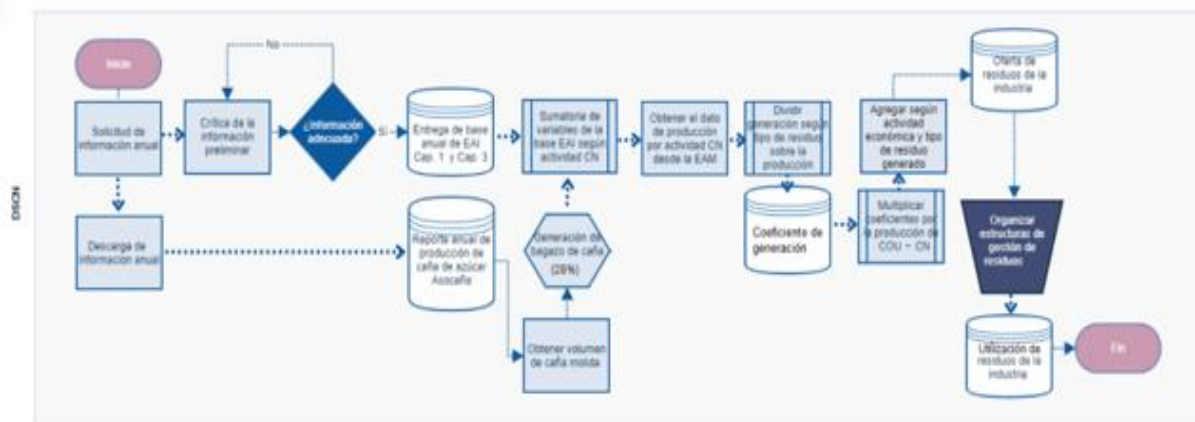 Inicio
Solicitud de
información anual
Crítica de la
información
preliminar
No
¿Información
adecuada?
Sí
Entrega de base
anual de EAI
Cap. 1 y Cap. 3
Sumatoria de
variables de la
base EAI según
actividad CN
Obtener el dato
de producción
por actividad CN
desde la EAM
Dividir
generación según
tipo de residuo
sobre la
producción
Coeficiente de
generación
Multiplicar
coeficientes por
la producción de
COU – CN
Agregar según
actividad
económica y tipo
de residuo
generado
Oferta de
residuos de la
industria
Organizar
estructuras de
gestión de
residuos
Utilización de
residuos de la
industria
Fin
Descarga de
información anual
Reporte anual de
producción de
caña de azúcar
Asocaña
Obtener volumen
de caña molida
Generación de
bagazo de caña
(28%)